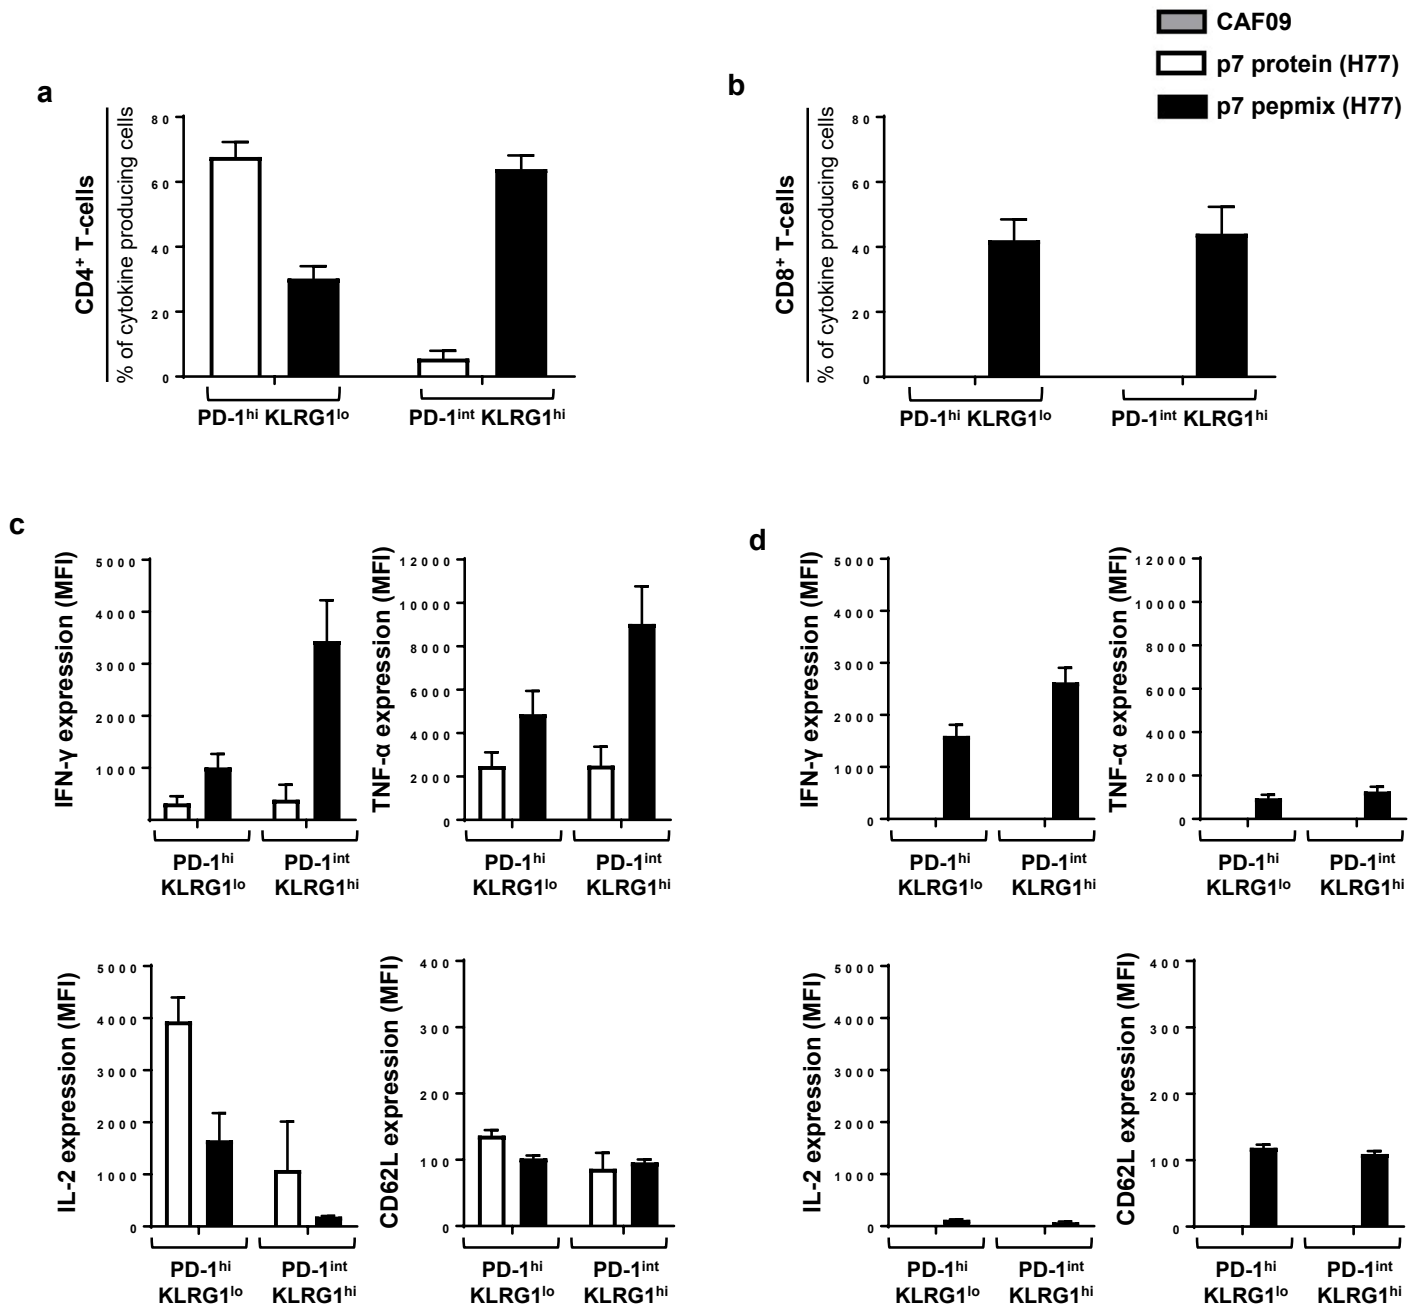 CAF09
p7 protein (H77)
p7 pepmix (H77)
a
CD4⁺ T-cells
% of cytokine producing cells
80
60
40
20
0
PD-1ʰⁱ KLRG1ˡᵒ
PD-1ⁱⁿᵗ KLRG1ʰⁱ
b
CD8⁺ T-cells
% of cytokine producing cells
80
60
40
20
0
PD-1ʰⁱ KLRG1ˡᵒ
PD-1ⁱⁿᵗ KLRG1ʰⁱ
c
IFN-γ expression (MFI)
5000
4000
3000
2000
1000
PD-1ʰⁱ
KLRG1ˡᵒ
PD-1ⁱⁿᵗ
KLRG1ʰⁱ
TNF-α expression (MFI)
12000
10000
8000
6000
4000
2000
0
PD-1ʰⁱ
KLRG1ˡᵒ
PD-1ⁱⁿᵗ
KLRG1ʰⁱ
d
IFN-γ expression (MFI)
5000
4000
3000
2000
1000
0
PD-1ʰⁱ
KLRG1ˡᵒ
PD-1ⁱⁿᵗ
KLRG1ʰⁱ
TNF-α expression (MFI)
12000
10000
8000
6000
4000
2000
0
PD-1ʰⁱ
KLRG1ˡᵒ
PD-1ⁱⁿᵗ
KLRG1ʰⁱ
IL-2 expression (MFI)
5000
4000
3000
2000
1000
0
PD-1ʰⁱ
KLRG1ˡᵒ
PD-1ⁱⁿᵗ
KLRG1ʰⁱ
CD62L expression (MFI)
400
300
200
100
0
PD-1ʰⁱ
KLRG1ˡᵒ
PD-1ⁱⁿᵗ
KLRG1ʰⁱ
IL-2 expression (MFI)
5000
4000
3000
2000
1000
0
PD-1ʰⁱ
KLRG1ˡᵒ
PD-1ⁱⁿᵗ
KLRG1ʰⁱ
CD62L expression (MFI)
400
300
200
100
0
PD-1ʰⁱ
KLRG1ˡᵒ
PD-1ⁱⁿᵗ
KLRG1ʰⁱ